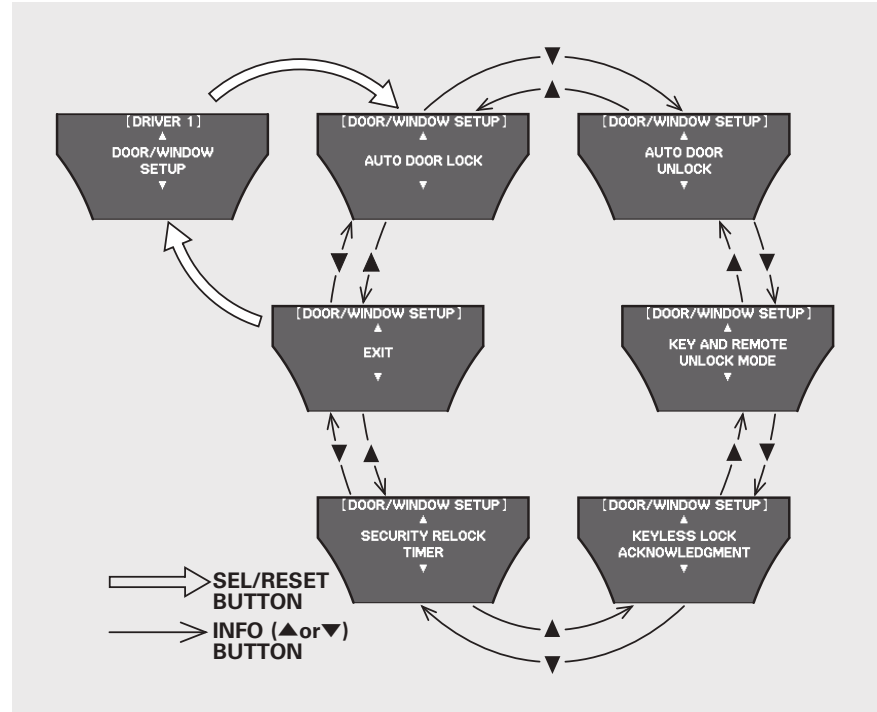 [DRIVER 1]
▲
DOOR/WINDOW
SETUP
▼
[DOOR/WINDOW SETUP]
▲
AUTO DOOR LOCK
▼
▼
▲
[DOOR/WINDOW SETUP]
▲
AUTO DOOR
UNLOCK
▼
▼ ▲
▲ ▼
[DOOR/WINDOW SETUP]
▲
EXIT
▼
[DOOR/WINDOW SETUP]
▲
KEY AND REMOTE
UNLOCK MODE
▼
▼ ▲
▲ ▼
[DOOR/WINDOW SETUP]
▲
SECURITY RELOCK
TIMER
▼
[DOOR/WINDOW SETUP]
▲
KEYLESS LOCK
ACKNOWLEDGMENT
▼
▲
▼
SEL/RESET
BUTTON
INFO (▲or▼)
BUTTON